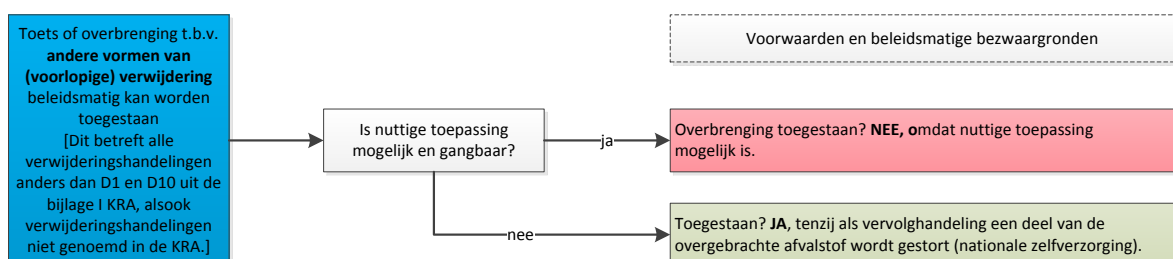 Toets of overbrenging t.b.v.
andere vormen van
(voorlopige) verwijdering
beleidsmatig kan worden
toegestaan
[Dit betreft alle
verwijderingshandelingen
anders dan D1 en D10 uit de
bijlage I KRA, alsook
verwijderingshandelingen
niet genoemd in de KRA.]
Is nuttige toepassing
mogelijk en gangbaar?
ja
nee
Voorwaarden en beleidsmatige bezwaargronden
Overbrenging toegestaan? NEE, omdat nuttige toepassing
mogelijk is.
Toegestaan? JA, tenzij als vervolghandeling een deel van de
overgebrachte afvalstof wordt gestort (nationale zelfverzorging).